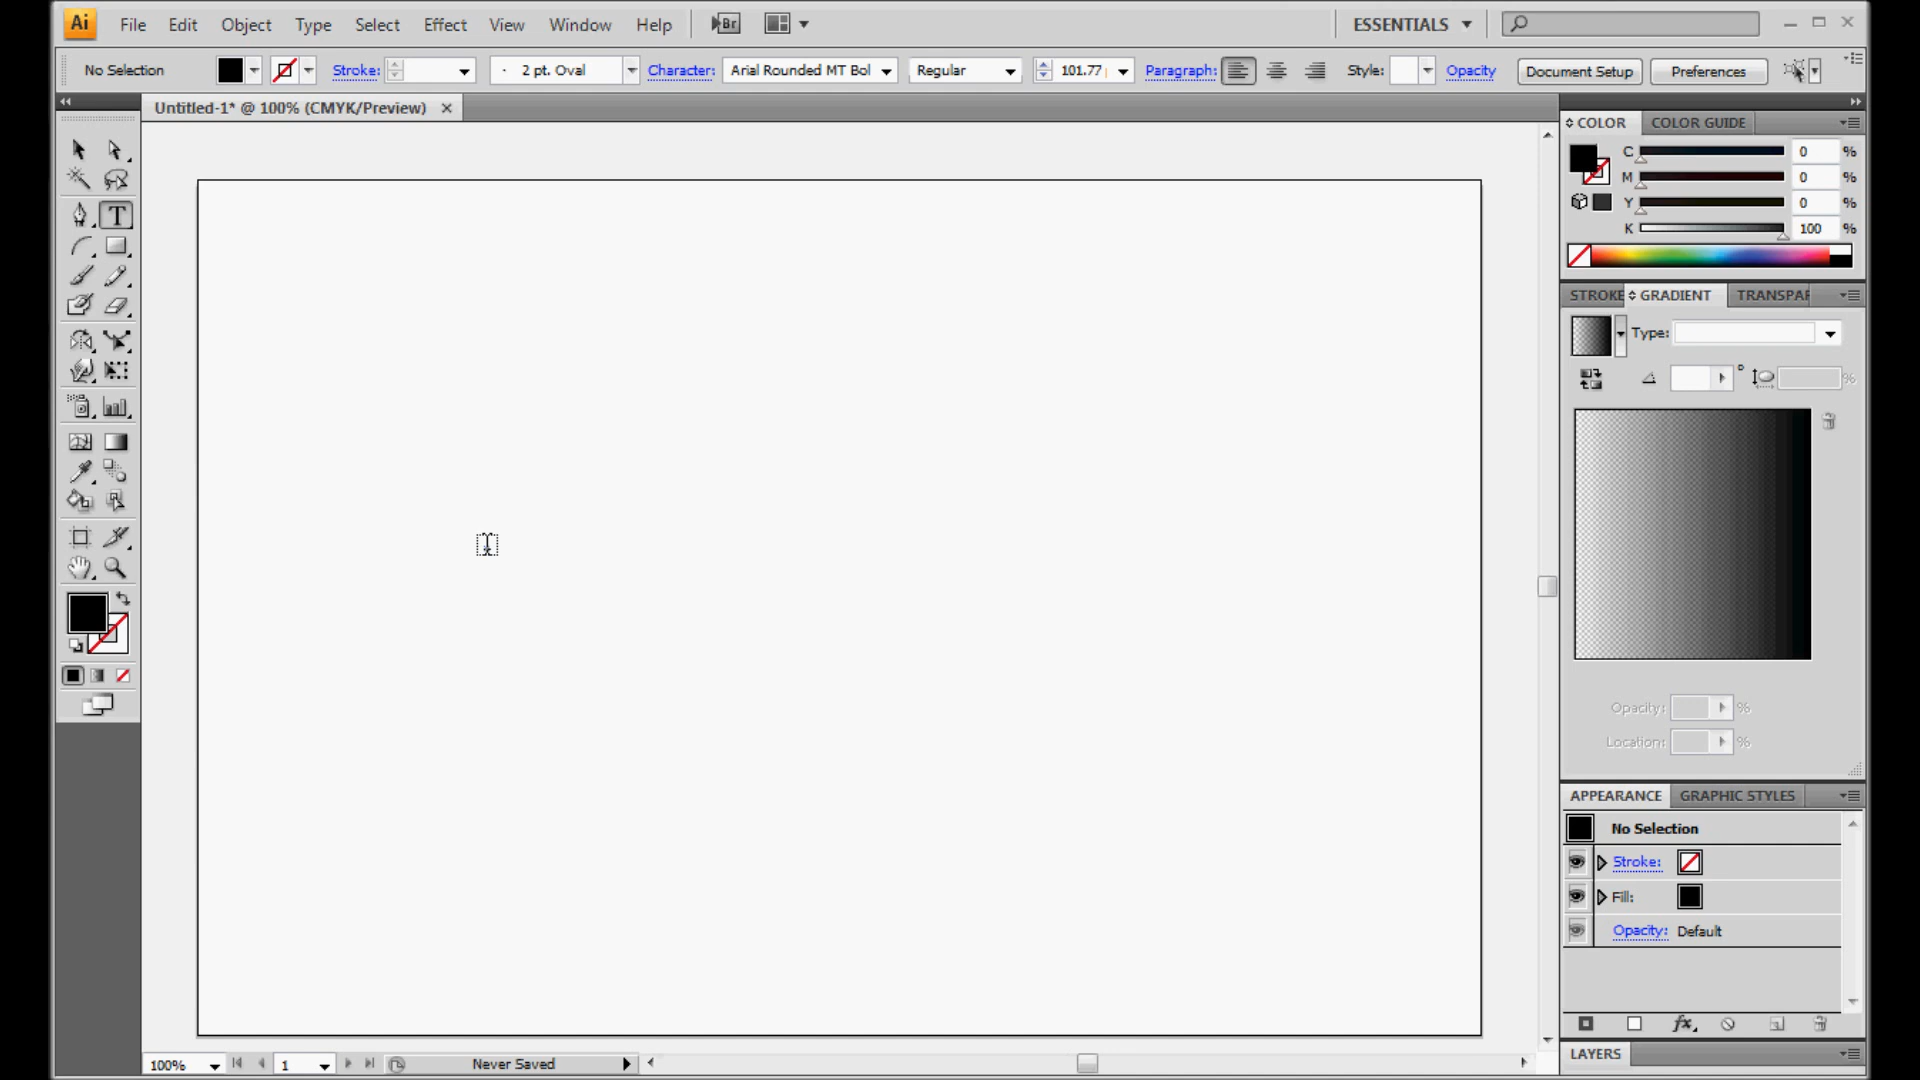 Ai File Edit Object Type Select Effect View Window Help Br ESSENTIALS
No Selection Stroke: 2 pt. Oval Character: Arial Rounded MT Bol Regular 101.77 Paragraph: Style: Opacity Document Setup Preferences
Untitled-1* @ 100% (CMYK/Preview)
COLOR COLOR GUIDE
C 0 %
M 0 %
Y 0 %
K 100 %
STROKE GRADIENT TRANSPAR
Type:
°
%
Opacity: %
Location: %
APPEARANCE GRAPHIC STYLES
No Selection
Stroke:
Fill:
Opacity: Default
fx
LAYERS
100% 1 Never Saved